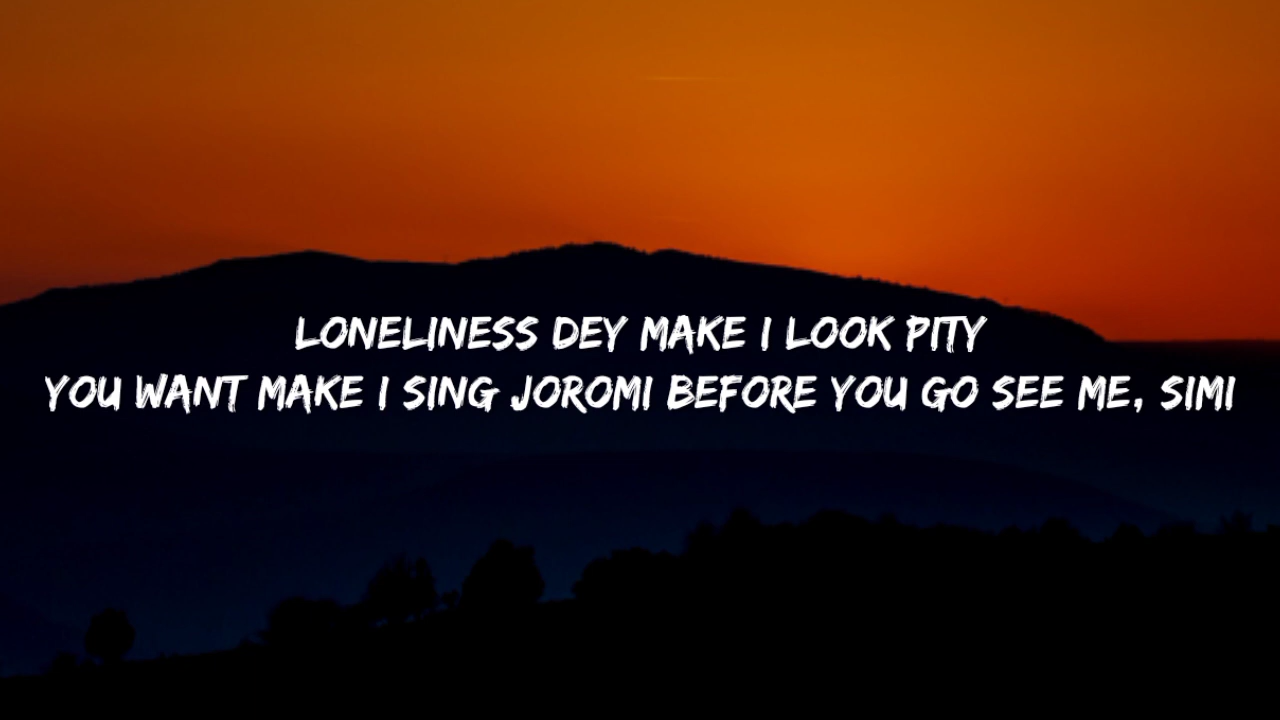 LONELINESS DEY MAKE I LOOK PITY
YOU WANT MAKE I SING JOROMI BEFORE YOU GO SEE ME, SIMI